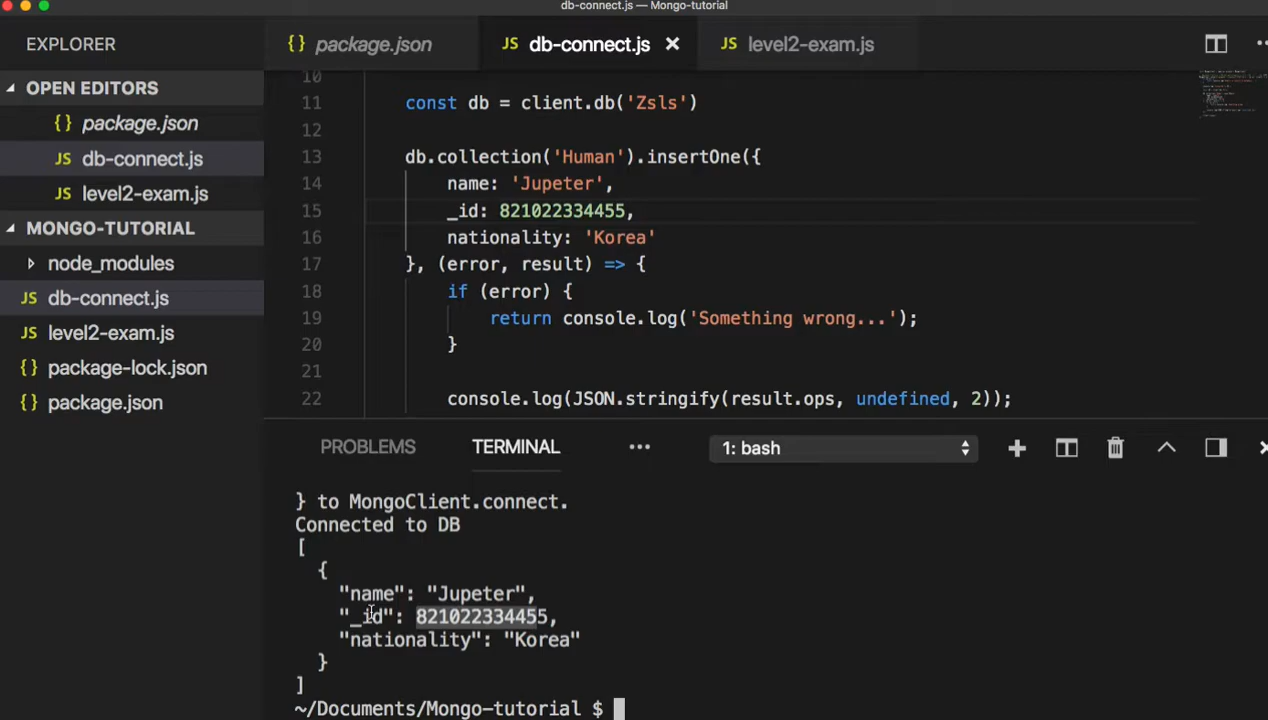 db-connect.js — Mongo-tutorial
EXPLORER
{} package.json
JS db-connect.js ×
JS level2-exam.js
OPEN EDITORS
{} package.json
JS db-connect.js
JS level2-exam.js
MONGO-TUTORIAL
node_modules
JS db-connect.js
JS level2-exam.js
{} package-lock.json
{} package.json
10
11 const db = client.db('Zsls')
12
13 db.collection('Human').insertOne({
14 name: 'Jupeter',
15 _id: 821022334455,
16 nationality: 'Korea'
17 }, (error, result) => {
18 if (error) {
19 return console.log('Something wrong...');
20 }
21
22 console.log(JSON.stringify(result.ops, undefined, 2));
PROBLEMS TERMINAL ••• 1: bash
} to MongoClient.connect.
Connected to DB
[
{
"name": "Jupeter",
"_id": 821022334455,
"nationality": "Korea"
}
]
~/Documents/Mongo-tutorial $